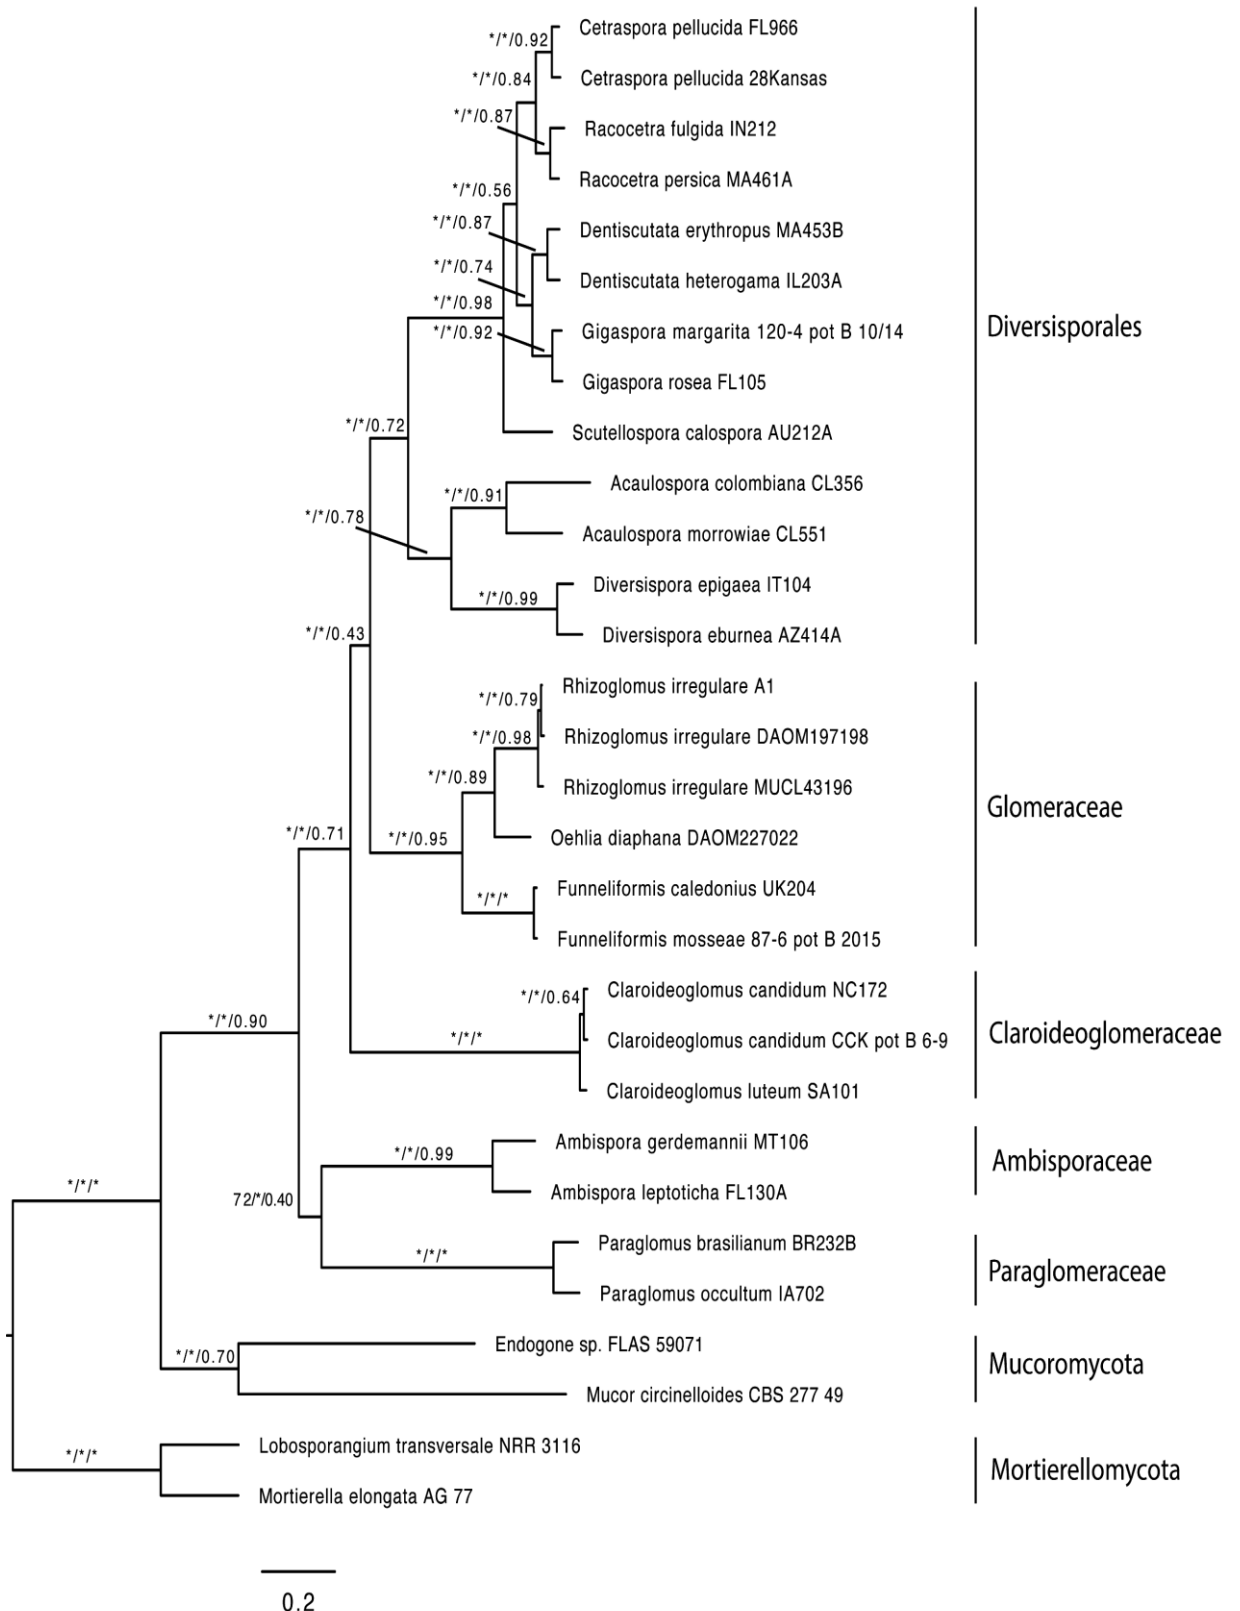 Cetraspora pellucida FL966
*/*/0.92
Cetraspora pellucida 28Kansas
*/*/0.84
*/*/0.87
Racocetra fulgida IN212
Racocetra persica MA461A
*/*/0.56
*/*/0.87
Dentiscutata erythropus MA453B
*/*/0.74
Dentiscutata heterogama IL203A
*/*/0.98
*/*/0.92
Gigaspora margarita 120-4 pot B 10/14
Diversisporales
Gigaspora rosea FL105
*/*/0.72
Scutellospora calospora AU212A
Acaulospora colombiana CL356
*/*/0.91
*/*/0.78
Acaulospora morrowiae CL551
Diversispora epigaea IT104
*/*/0.99
*/*/0.43
Diversispora eburnea AZ414A
Rhizoglomus irregulare A1
*/*/0.79
*/*/0.98
Rhizoglomus irregulare DAOM197198
*/*/0.89
Rhizoglomus irregulare MUCL43196
Glomeraceae
*/*/0.71
*/*/0.95
Oehlia diaphana DAOM227022
Funneliformis caledonius UK204
*/*/*
Funneliformis mosseae 87-6 pot B 2015
Claroideoglomus candidum NC172
*/*/0.64
*/*/0.90
*/*/*
Claroideoglomus candidum CCK pot B 6-9
Claroideoglomeraceae
Claroideoglomus luteum SA101
Ambispora gerdemannii MT106
*/*/0.99
Ambisporaceae
*/*/*
72/*/0.40
Ambispora leptoticha FL130A
Paraglomus brasilianum BR232B
*/*/*
Paraglomeraceae
Paraglomus occultum IA702
Endogone sp. FLAS 59071
*/*/0.70
Mucoromycota
Mucor circinelloides CBS 277 49
Lobosporangium transversale NRR 3116
*/*/*
Mortierellomycota
Mortierella elongata AG 77
0.2